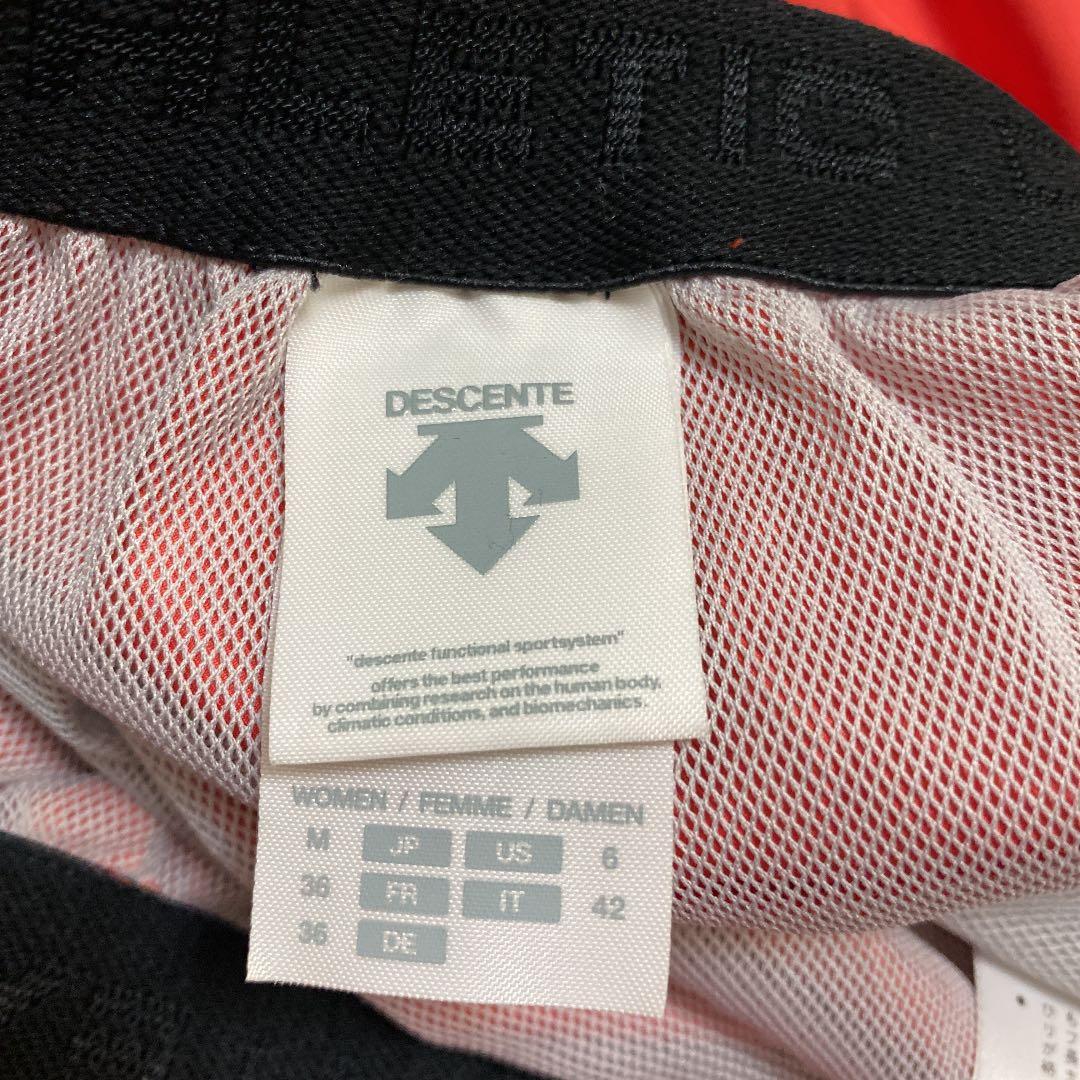 HLETIC
DESCENTE
"descente functional sportsystem"
offers the best performance
by combining research on the human body,
climatic conditions, and biomechanics.
WOMEN / FEMME / DAMEN
M JP US 6
36 FR IT 42
36 DE